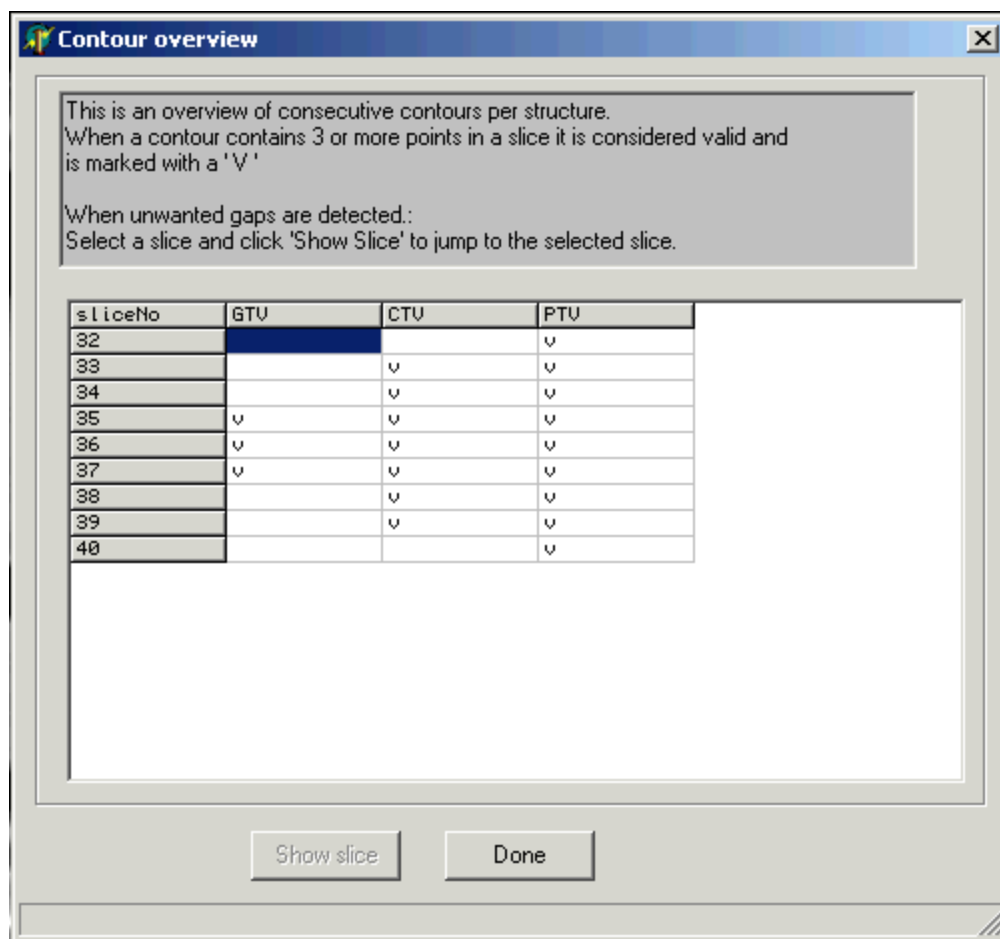 Contour overview
This is an overview of consecutive contours per structure.
When a contour contains 3 or more points in a slice it is considered valid and
is marked with a ' V '
When unwanted gaps are detected.:
Select a slice and click 'Show Slice' to jump to the selected slice.
sliceNo GTV CTV PTV
32 v
33 v v
34 v v
35 v v v
36 v v v
37 v v v
38 v v
39 v v
40 v
Show slice Done